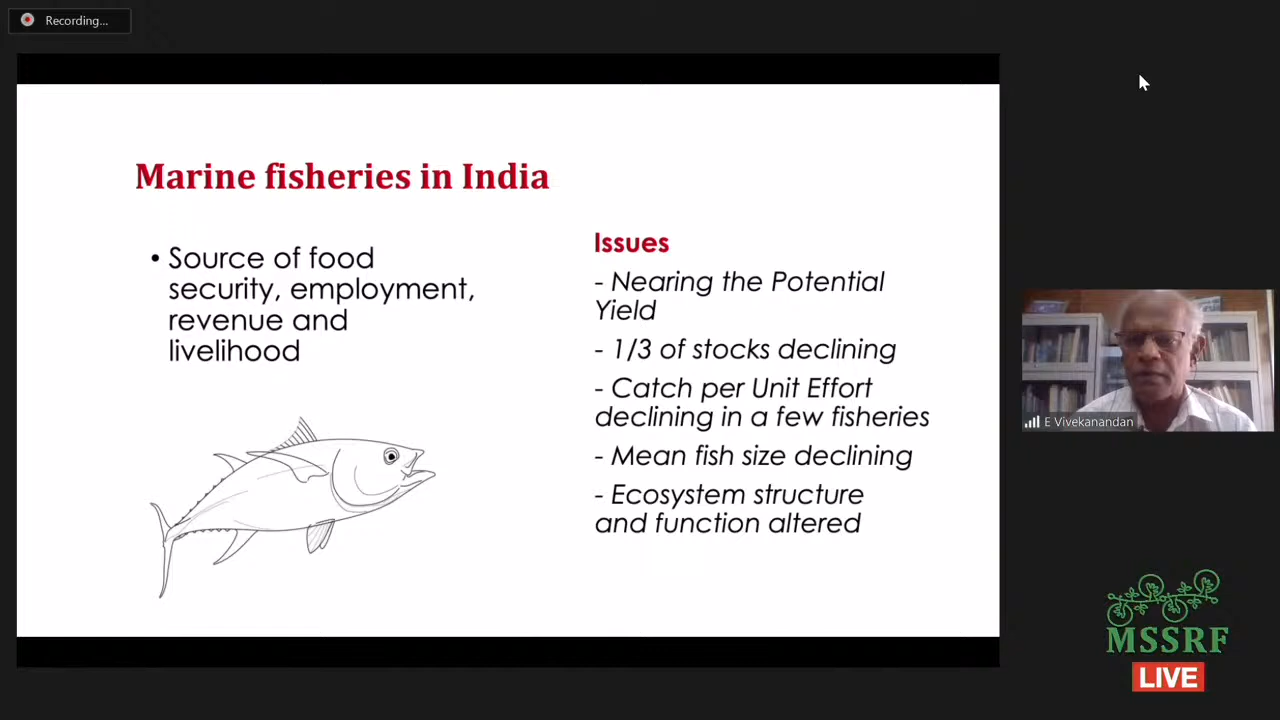 Recording...
Marine fisheries in India
• Source of food
security, employment,
revenue and
livelihood
Issues
- Nearing the Potential
Yield
- 1/3 of stocks declining
- Catch per Unit Effort
declining in a few fisheries
- Mean fish size declining
- Ecosystem structure
and function altered
E Vivekanandan
MSSRF
LIVE